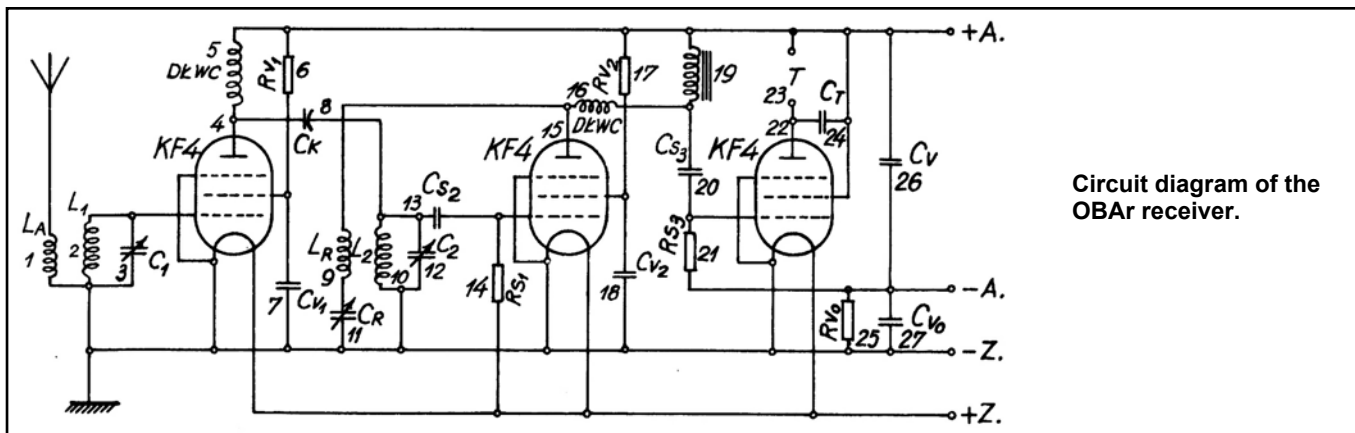 +A.
5
DŁWC
RV1
6
8
CK
4
KF4
16
DŁWC
15
KF4
RV2
17
19
T
23
CT
22
24
KF4
CS3
20
CV
26
LA
1
L1
2
3
C1
7
CV1
LR
9
CR
11
L2
10
13
CS2
C2
12
14
RS1
CV2
18
RS3
21
-A.
RVo
25
CVo
27
-Z.
+Z.
Circuit diagram of the
OBAr receiver.